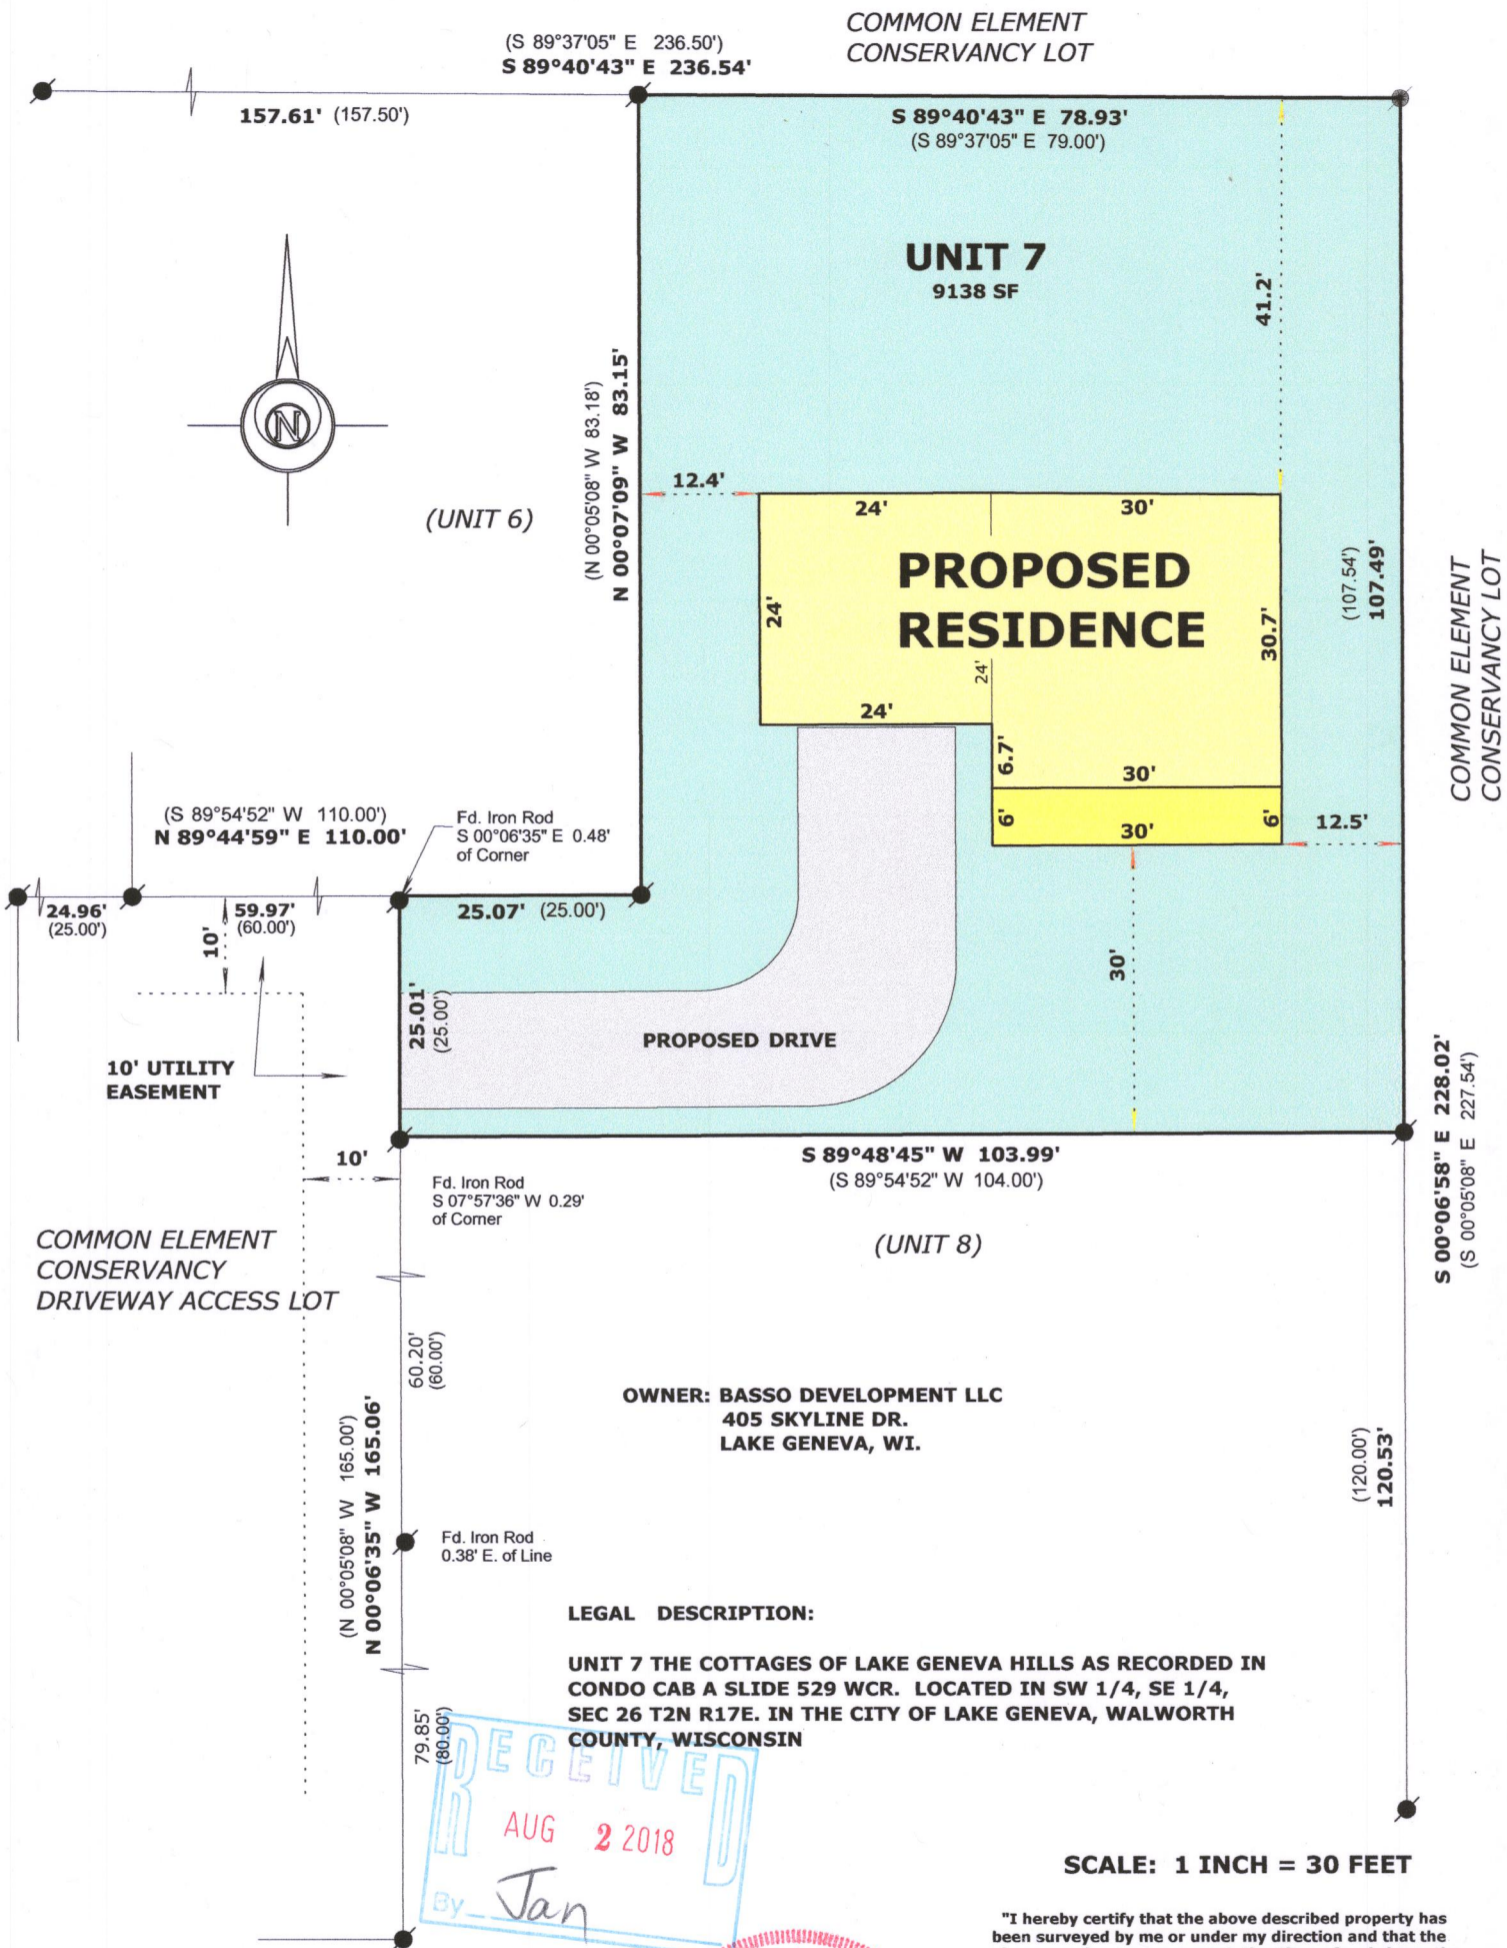 COMMON ELEMENT
CONSERVANCY LOT
(S 89°37'05" E 236.50')
S 89°40'43" E 236.54'
157.61' (157.50')
S 89°40'43" E 78.93'
(S 89°37'05" E 79.00')
UNIT 7
9138 SF
41.2'
N
(UNIT 6)
(N 00°05'08" W 83.18')
N 00°07'09" W 83.15'
12.4'
24'
30'
PROPOSED
RESIDENCE
24'
24'
30.7'
24'
6.7'
30'
6'
30'
6'
12.5'
(107.54')
107.49'
COMMON ELEMENT
CONSERVANCY LOT
(S 89°54'52" W 110.00')
N 89°44'59" E 110.00'
Fd. Iron Rod
S 00°06'35" E 0.48'
of Corner
24.96'
(25.00')
59.97'
(60.00')
25.07' (25.00')
10'
25.01'
(25.00')
30'
PROPOSED DRIVE
10' UTILITY
EASEMENT
10'
S 89°48'45" W 103.99'
(S 89°54'52" W 104.00')
S 00°06'58" E 228.02'
(S 00°05'08" E 227.54')
Fd. Iron Rod
S 07°57'36" W 0.29'
of Corner
(UNIT 8)
COMMON ELEMENT
CONSERVANCY
DRIVEWAY ACCESS LOT
60.20'
(60.00')
OWNER: BASSO DEVELOPMENT LLC
405 SKYLINE DR.
LAKE GENEVA, WI.
(N 00°05'08" W 165.00')
N 00°06'35" W 165.06'
(120.00')
120.53'
Fd. Iron Rod
0.38' E. of Line
LEGAL DESCRIPTION:
UNIT 7 THE COTTAGES OF LAKE GENEVA HILLS AS RECORDED IN
CONDO CAB A SLIDE 529 WCR. LOCATED IN SW 1/4, SE 1/4,
SEC 26 T2N R17E. IN THE CITY OF LAKE GENEVA, WALWORTH
COUNTY, WISCONSIN
79.85'
(80.00')
RECEIVED
AUG 2 2018
By Jan
SCALE: 1 INCH = 30 FEET
"I hereby certify that the above described property has
been surveyed by me or under my direction and that the